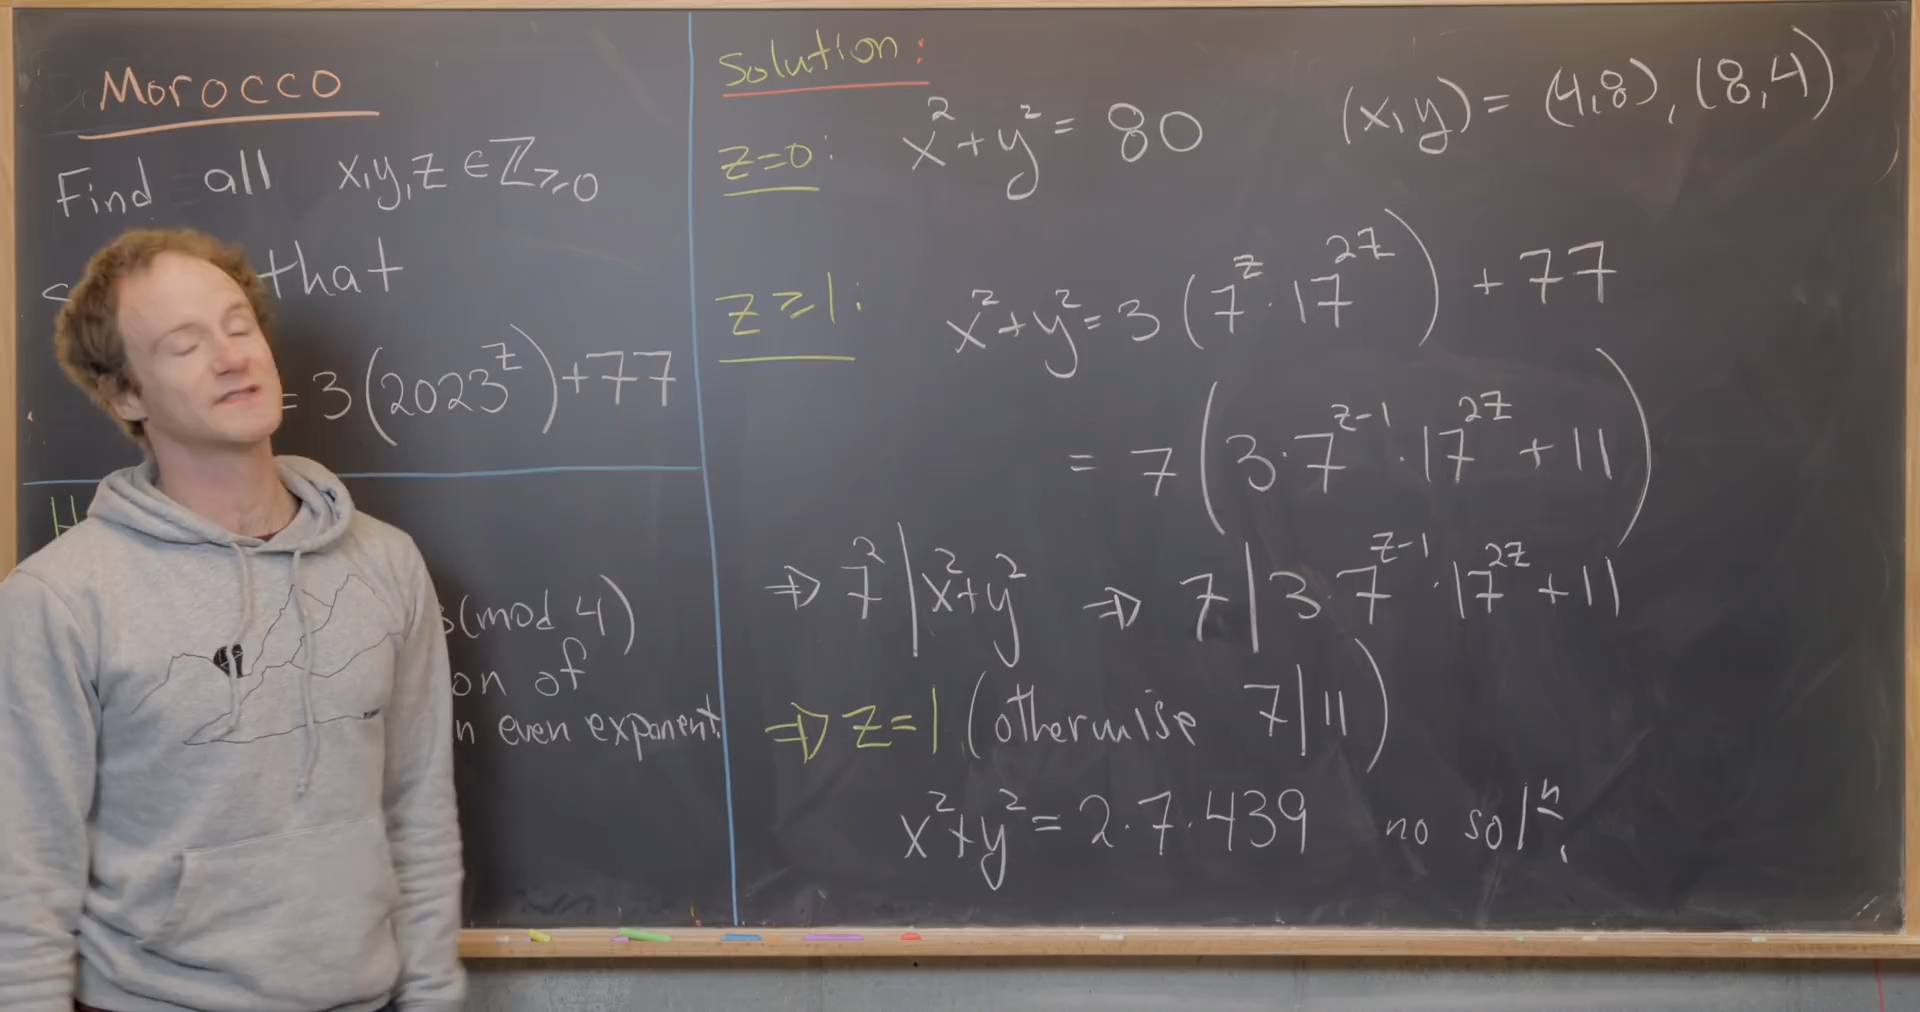 Morocco
Find all x,y,z ∈ ℤ≥0
that
= 3(2023^z)+77
(mod 4)
on of
n even exponent.
Solution:
z=0: x²+y²= 80 (x,y)= (4,8), (8,4)
z≥1: x²+y²= 3(7^z·17^2z) +77
= 7(3·7^z-1·17^2z +11)
⇒ 7²|x²+y² ⇒ 7|3·7^z-1·17^2z+11
⇒ z=1 (otherwise 7|11)
x²+y²= 2·7·439 no solⁿ.